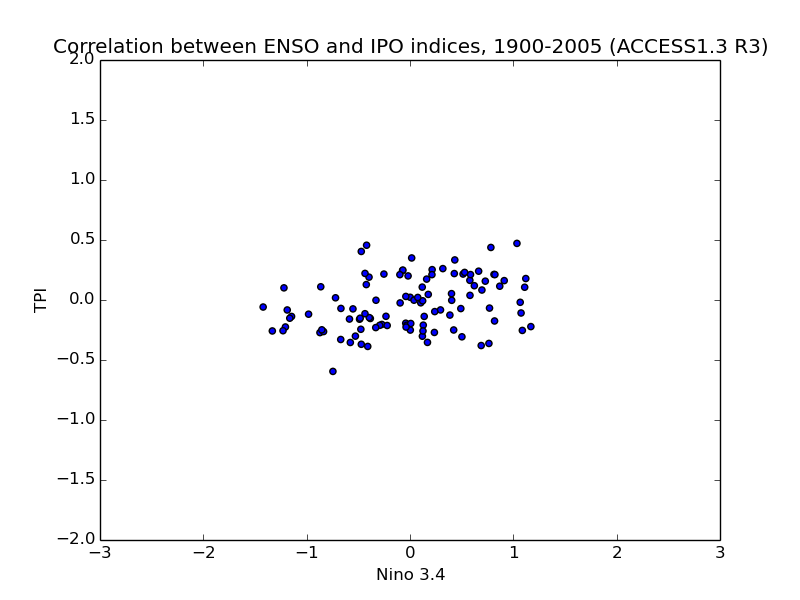 Correlation between ENSO and IPO indices, 1900-2005 (ACCESS1.3 R3)
2.0
1.5
1.0
0.5
0.0
−0.5
−1.0
−1.5
−2.0
TPI
−3 −2 −1 0 1 2 3
Nino 3.4